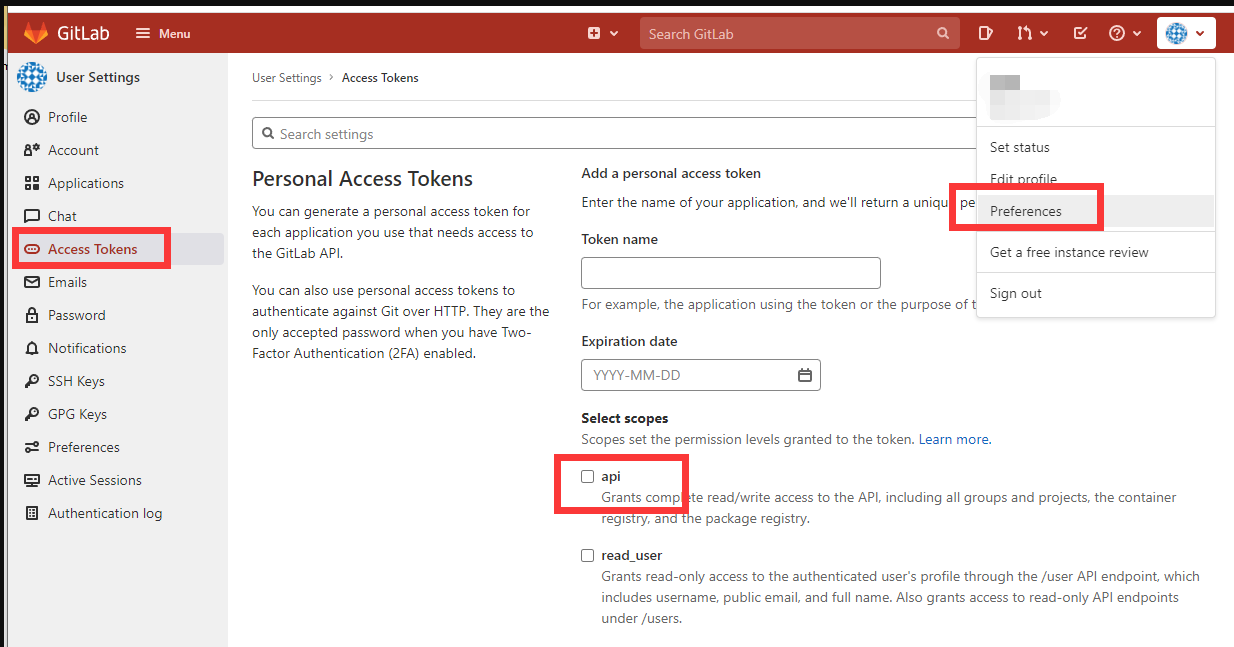 GitLab
Menu
Search GitLab
User Settings
Profile
Account
Applications
Chat
Access Tokens
Emails
Password
Notifications
SSH Keys
GPG Keys
Preferences
Active Sessions
Authentication log
User Settings › Access Tokens
Search settings
Personal Access Tokens
You can generate a personal access token for
each application you use that needs access to
the GitLab API.
You can also use personal access tokens to
authenticate against Git over HTTP. They are the
only accepted password when you have Two-
Factor Authentication (2FA) enabled.
Add a personal access token
Enter the name of your application, and we'll return a unique pe
Token name
For example, the application using the token or the purpose of t
Expiration date
YYYY-MM-DD
Select scopes
Scopes set the permission levels granted to the token. Learn more.
api
Grants complete read/write access to the API, including all groups and projects, the container
registry, and the package registry.
read_user
Grants read-only access to the authenticated user's profile through the /user API endpoint, which
includes username, public email, and full name. Also grants access to read-only API endpoints
under /users.
Set status
Edit profile
Preferences
Get a free instance review
Sign out